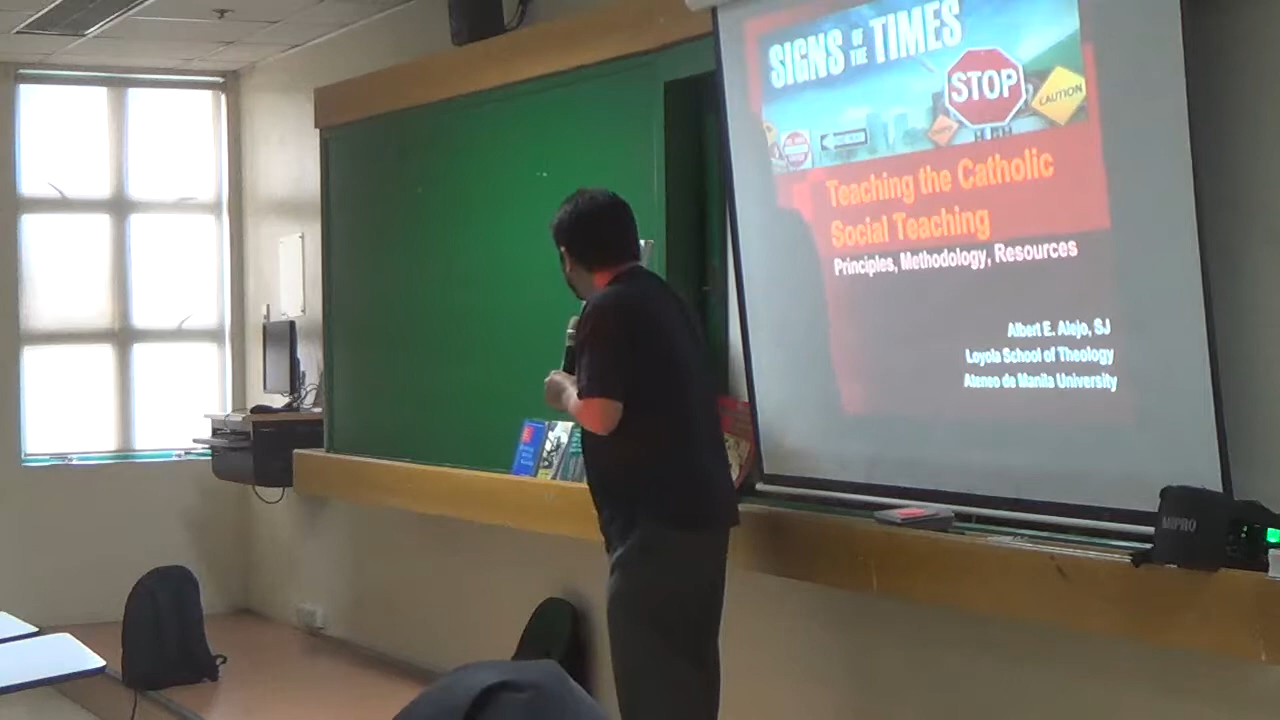 SIGNS OF THE TIMES
STOP
CAUTION
Teaching the Catholic
Social Teaching
Principles, Methodology, Resources
Albert E. Alejo, SJ
Loyola School of Theology
Ateneo de Manila University
MIPRO